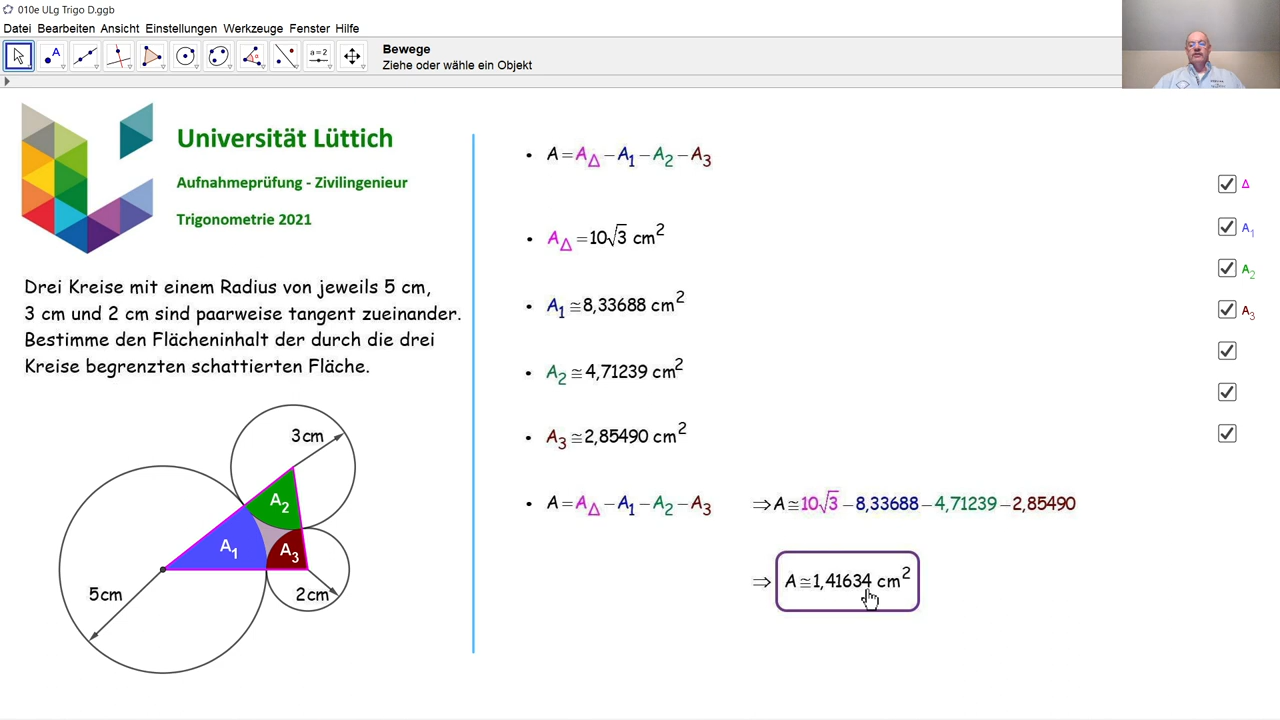 010e ULg Trigo D.ggb
Datei Bearbeiten Ansicht Einstellungen Werkzeuge Fenster Hilfe
A
a=2
Bewege
Ziehe oder wähle ein Objekt
Universität Lüttich
Aufnahmeprüfung - Zivilingenieur
Trigonometrie 2021
Drei Kreise mit einem Radius von jeweils 5 cm,
3 cm und 2 cm sind paarweise tangent zueinander.
Bestimme den Flächeninhalt der durch die drei
Kreise begrenzten schattierten Fläche.
3cm
A₂
A₁
A₃
5cm
2cm
• A=A_Δ−A₁−A₂−A₃
• A_Δ=10√3 cm²
• A₁≅8,33688 cm²
• A₂≅4,71239 cm²
• A₃≅2,85490 cm²
• A=A_Δ−A₁−A₂−A₃ ⇒A≅10√3−8,33688−4,71239−2,85490
⇒ A≅1,41634 cm²
Δ
A₁
A₂
A₃